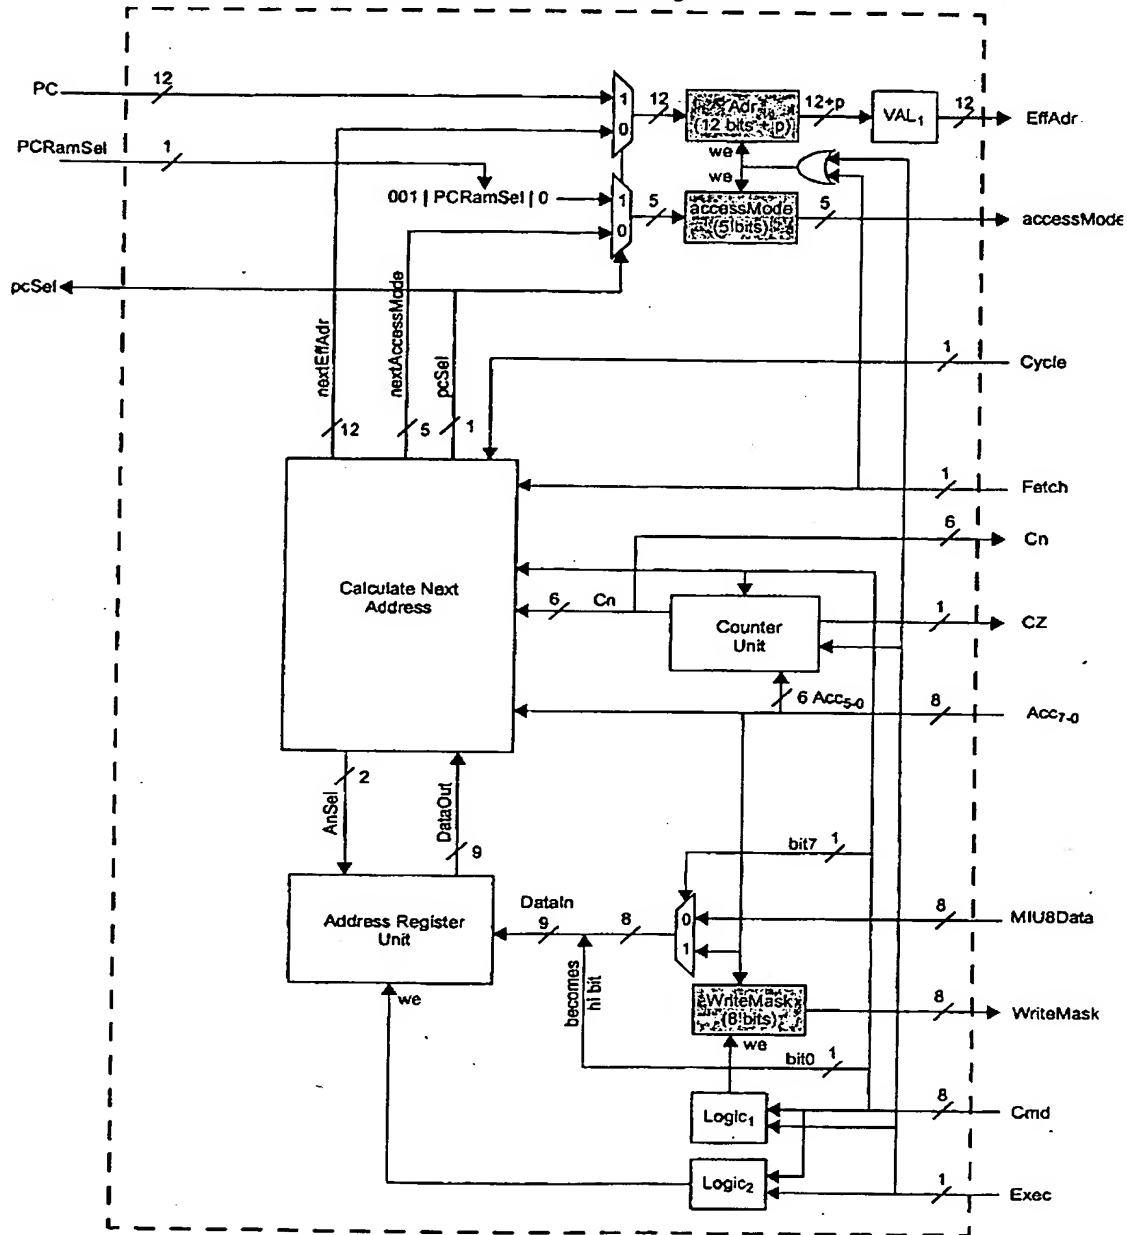 PC
12
1
0
12
Adr
(12 bits + p)
12+p
VAL1
12
EffAdr
PCRamSel
1
we
we
001 | PCRamSel | 0
1
0
5
accessMode
(5 bits)
5
accessMode
pcSel
nextEffAdr
nextAccessMode
pcSel
12
5
1
1
Cycle
1
Fetch
6
Cn
Calculate Next
Address
6
Cn
Counter
Unit
1
CZ
6 Acc5-0
8
Acc7-0
2
AnSel
DataOut
9
bit7
1
Address Register
Unit
DataIn
9
8
0
1
8
MIU8Data
becomes
hi bit
we
WriteMask
(8 bits)
8
WriteMask
we
bit0
1
Logic1
8
Cmd
Logic2
1
Exec